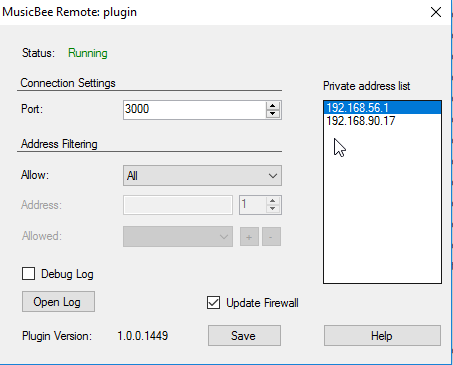 MusicBee Remote: plugin
Status: Running
Connection Settings
Private address list
Port: 3000
192.168.56.1
192.168.90.17
Address Filtering
Allow: All
Address: 1
Allowed: + -
Debug Log
Open Log
Update Firewall
Plugin Version: 1.0.0.1449 Save Help